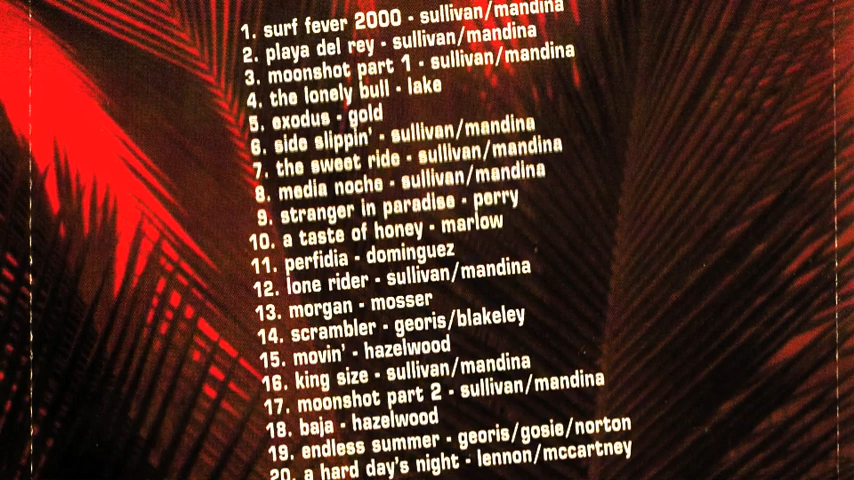 1. surf fever 2000 - sullivan/mandina
2. playa del rey - sullivan/mandina
3. moonshot part 1 - sullivan/mandina
4. the lonely bull - lake
5. exodus - gold
6. side slippin' - sullivan/mandina
7. the sweet ride - sullivan/mandina
8. media noche - sullivan/mandina
9. stranger in paradise - perry
10. a taste of honey - marlow
11. perfidia - dominguez
12. lone rider - sullivan/mandina
13. morgan - mosser
14. scrambler - georis/blakeley
15. movin' - hazelwood
16. king size - sullivan/mandina
17. moonshot part 2 - sullivan/mandina
18. baja - hazelwood
19. endless summer - georis/gosie/norton
20. a hard day's night - lennon/mccartney